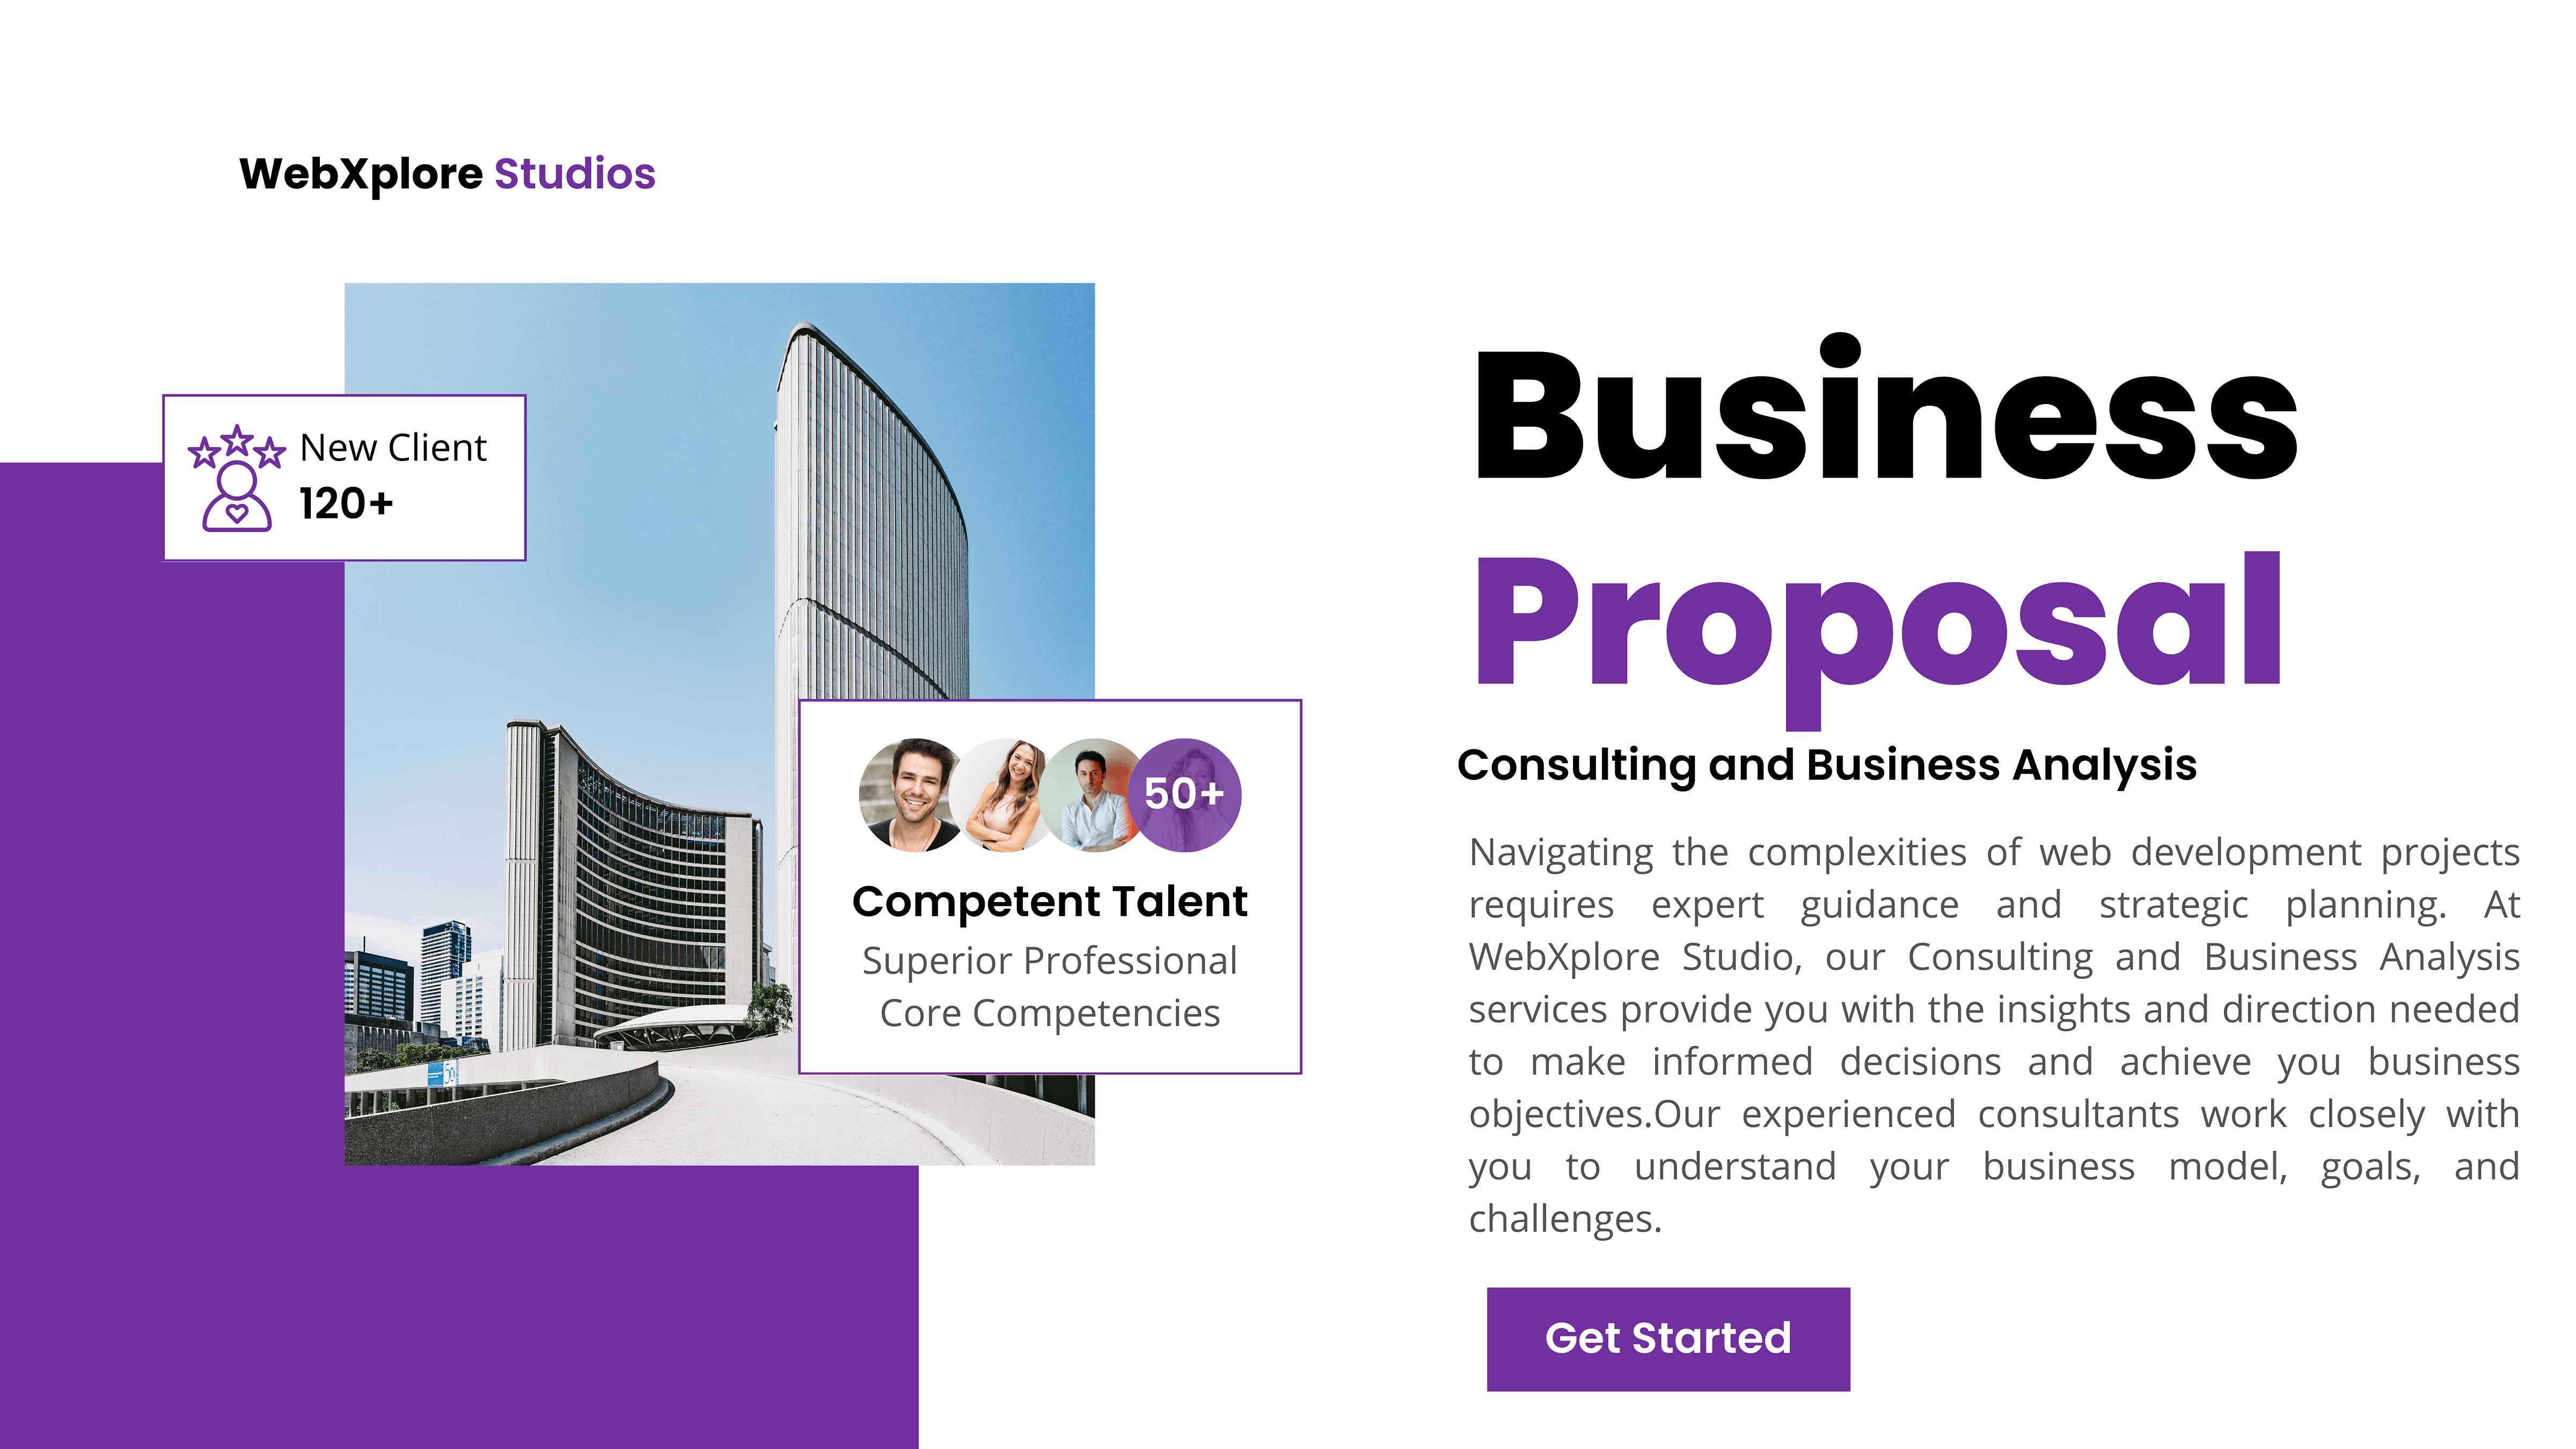 WebXplore Studios
New Client
120+
50+
Competent Talent
Superior Professional
Core Competencies
Business
Proposal
Consulting and Business Analysis
Navigating the complexities of web development projects
requires expert guidance and strategic planning. At
WebXplore Studio, our Consulting and Business Analysis
services provide you with the insights and direction needed
to make informed decisions and achieve you business
objectives.Our experienced consultants work closely with
you to understand your business model, goals, and
challenges.
Get Started